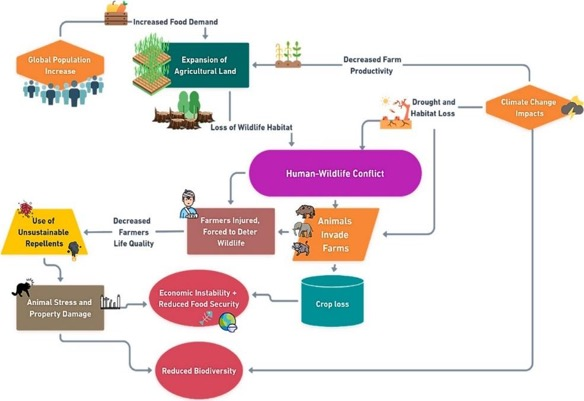 Increased Food Demand
Global Population
Increase
Expansion of
Agricultural Land
Decreased Farm
Productivity
Climate Change
Impacts
Drought and
Habitat Loss
Loss of Wildlife Habitat
Human-Wildlife Conflict
Use of
Unsustainable
Repellents
Decreased
Farmers
Life Quality
Farmers Injured,
Forced to Deter
Wildlife
Animals
Invade
Farms
Animal Stress and
Property Damage
Economic Instability +
Reduced Food Security
Crop loss
Reduced Biodiversity